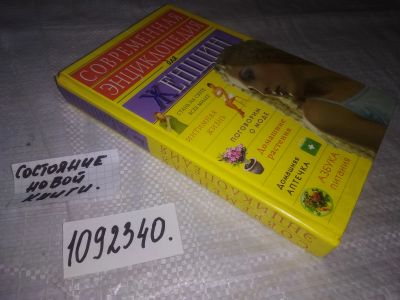 СОВРЕМЕННАЯ
ЭНЦИКЛОПЕДИЯ
для
ЖЕНЩИН
ИНТИМНАЯ
ЖИЗНЬ
ПОГОВОРИМ
О МОДЕ
Домашние
растения
Домашняя
АПТЕЧКА
АЗБУКА
питания
СОСТОЯНИЕ
НОВОЙ
КНИГИ.
1092340.